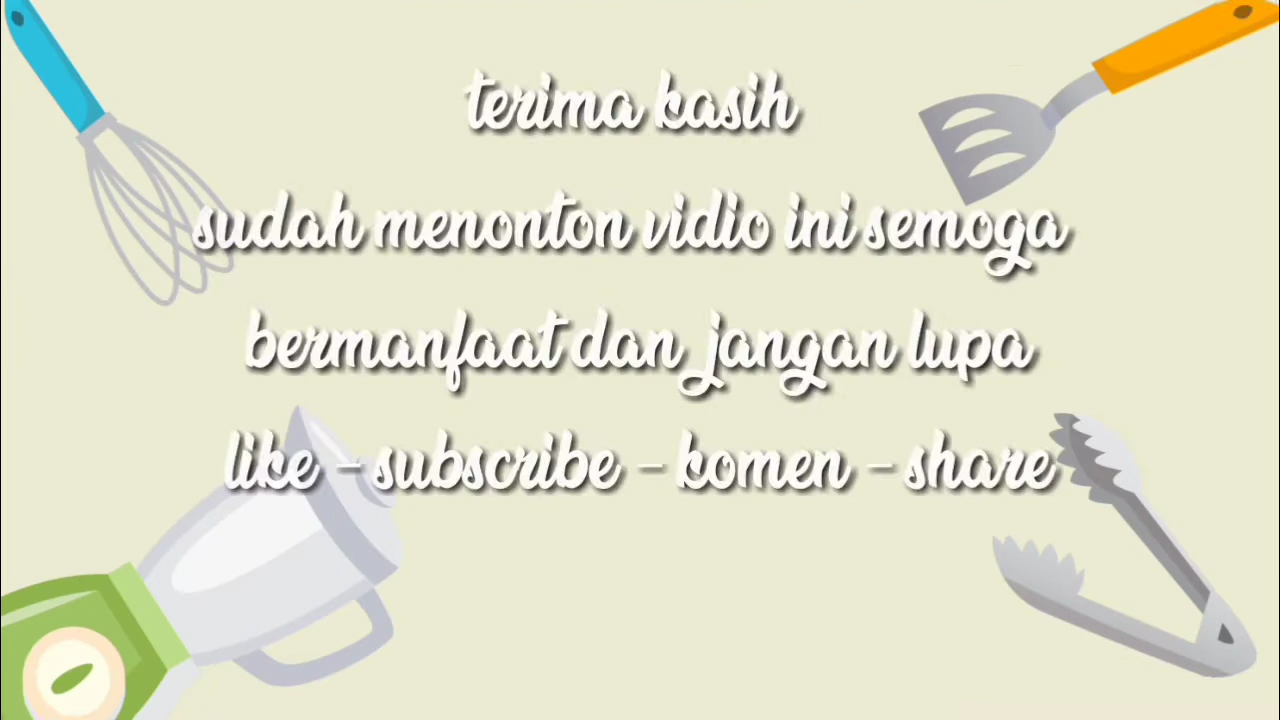 terima kasih
sudah menonton vidio ini semoga
bermanfaat dan jangan lupa
like - subscribe - komen - share